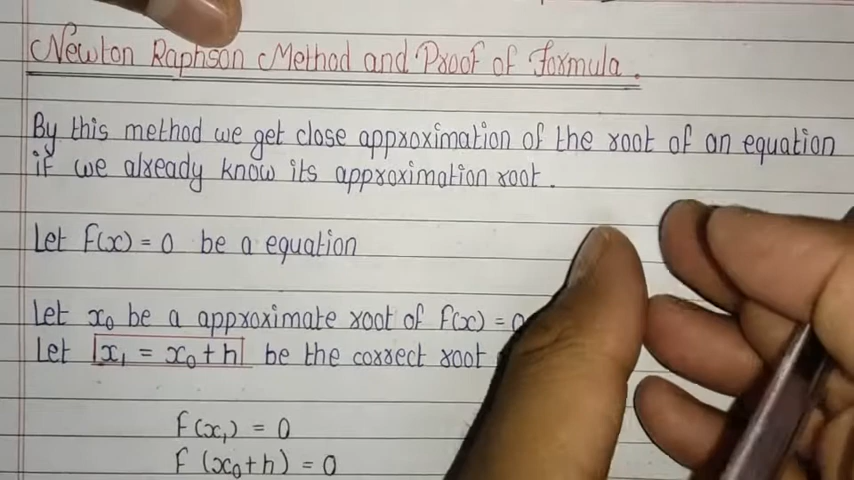 Newton Raphson Method and Proof of Formula.
By this method we get close approximation of the root of an equation
if we already know its approximation root.
Let f(x) = 0 be a equation
Let x₀ be a approximate root of f(x) = 0
Let x₁ = x₀ + h be the correct root
f(x₁) = 0
f(x₀+h) = 0